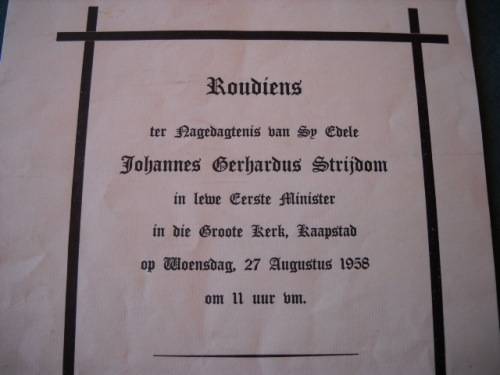 Roudiens
ter Nagedagtenis van Sy Edele
Johannes Gerhardus Strijdom
in lewe Eerste Minister
in die Groote Kerk, Kaapstad
op Woensdag, 27 Augustus 1958
om 11 uur vm.